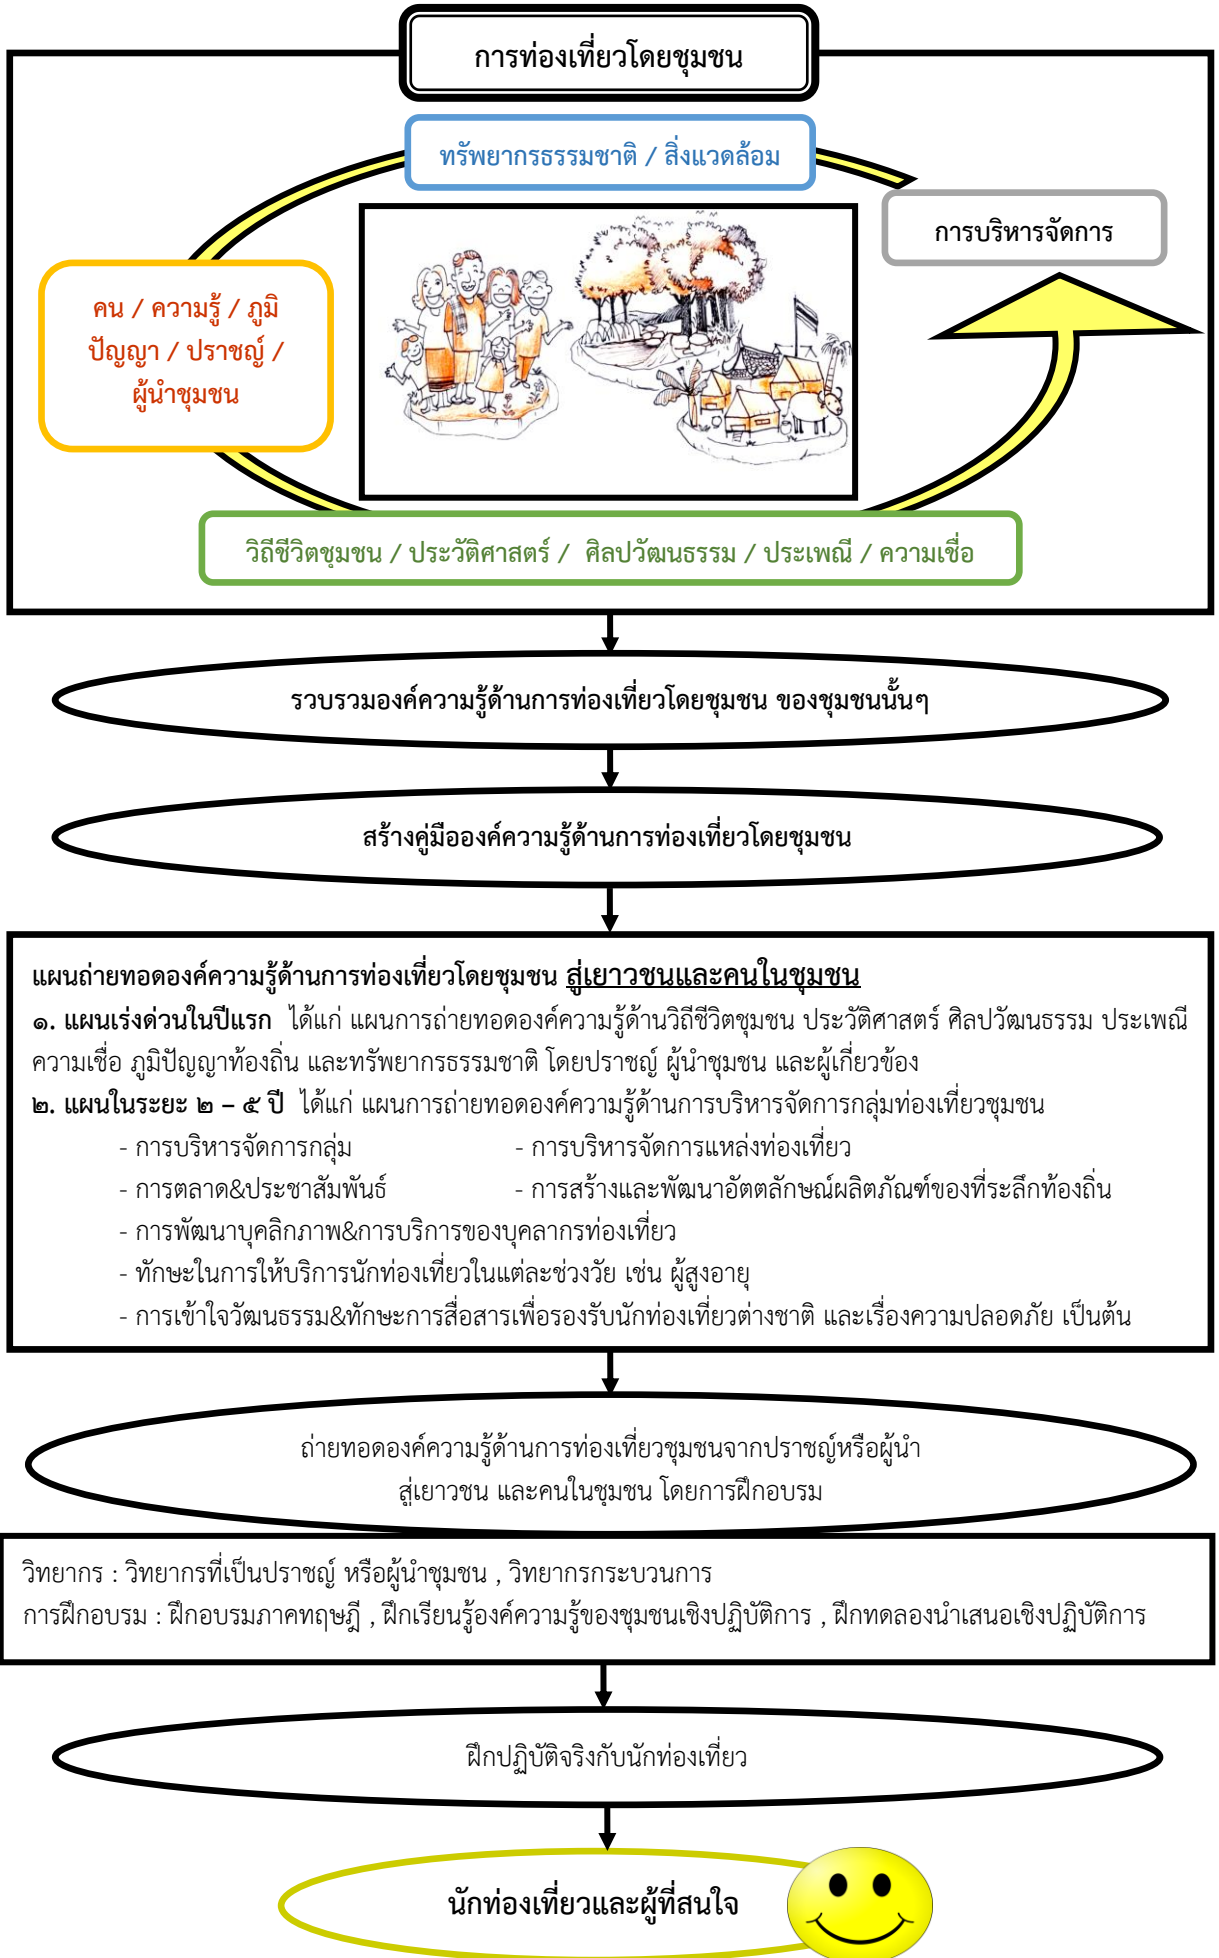 การท่องเที่ยวโดยชุมชน
ทรัพยากรธรรมชาติ / สิ่งแวดล้อม
การบริหารจัดการ
คน / ความรู้ / ภูมิ
ปัญญา / ปราชญ์ /
ผู้นำชุมชน
วิถีชีวิตชุมชน / ประวัติศาสตร์ / ศิลปวัฒนธรรม / ประเพณี / ความเชื่อ
รวบรวมองค์ความรู้ด้านการท่องเที่ยวโดยชุมชน ของชุมชนนั้นๆ
สร้างคู่มือองค์ความรู้ด้านการท่องเที่ยวโดยชุมชน
แผนถ่ายทอดองค์ความรู้ด้านการท่องเที่ยวโดยชุมชน สู่เยาวชนและคนในชุมชน
๑. แผนเร่งด่วนในปีแรก ได้แก่ แผนการถ่ายทอดองค์ความรู้ด้านวิถีชีวิตชุมชน ประวัติศาสตร์ ศิลปวัฒนธรรม ประเพณี
ความเชื่อ ภูมิปัญญาท้องถิ่น และทรัพยากรธรรมชาติ โดยปราชญ์ ผู้นำชุมชน และผู้เกี่ยวข้อง
๒. แผนในระยะ ๒ – ๕ ปี ได้แก่ แผนการถ่ายทอดองค์ความรู้ด้านการบริหารจัดการกลุ่มท่องเที่ยวชุมชน
- การบริหารจัดการกลุ่ม - การบริหารจัดการแหล่งท่องเที่ยว
- การตลาด&ประชาสัมพันธ์ - การสร้างและพัฒนาอัตตลักษณ์ผลิตภัณฑ์ของที่ระลึกท้องถิ่น
- การพัฒนาบุคลิกภาพ&การบริการของบุคลากรท่องเที่ยว
- ทักษะในการให้บริการนักท่องเที่ยวในแต่ละช่วงวัย เช่น ผู้สูงอายุ
- การเข้าใจวัฒนธรรม&ทักษะการสื่อสารเพื่อรองรับนักท่องเที่ยวต่างชาติ และเรื่องความปลอดภัย เป็นต้น
ถ่ายทอดองค์ความรู้ด้านการท่องเที่ยวชุมชนจากปราชญ์หรือผู้นำ
สู่เยาวชน และคนในชุมชน โดยการฝึกอบรม
วิทยากร : วิทยากรที่เป็นปราชญ์ หรือผู้นำชุมชน , วิทยากรกระบวนการ
การฝึกอบรม : ฝึกอบรมภาคทฤษฎี , ฝึกเรียนรู้องค์ความรู้ของชุมชนเชิงปฏิบัติการ , ฝึกทดลองนำเสนอเชิงปฏิบัติการ
ฝึกปฏิบัติจริงกับนักท่องเที่ยว
นักท่องเที่ยวและผู้ที่สนใจ